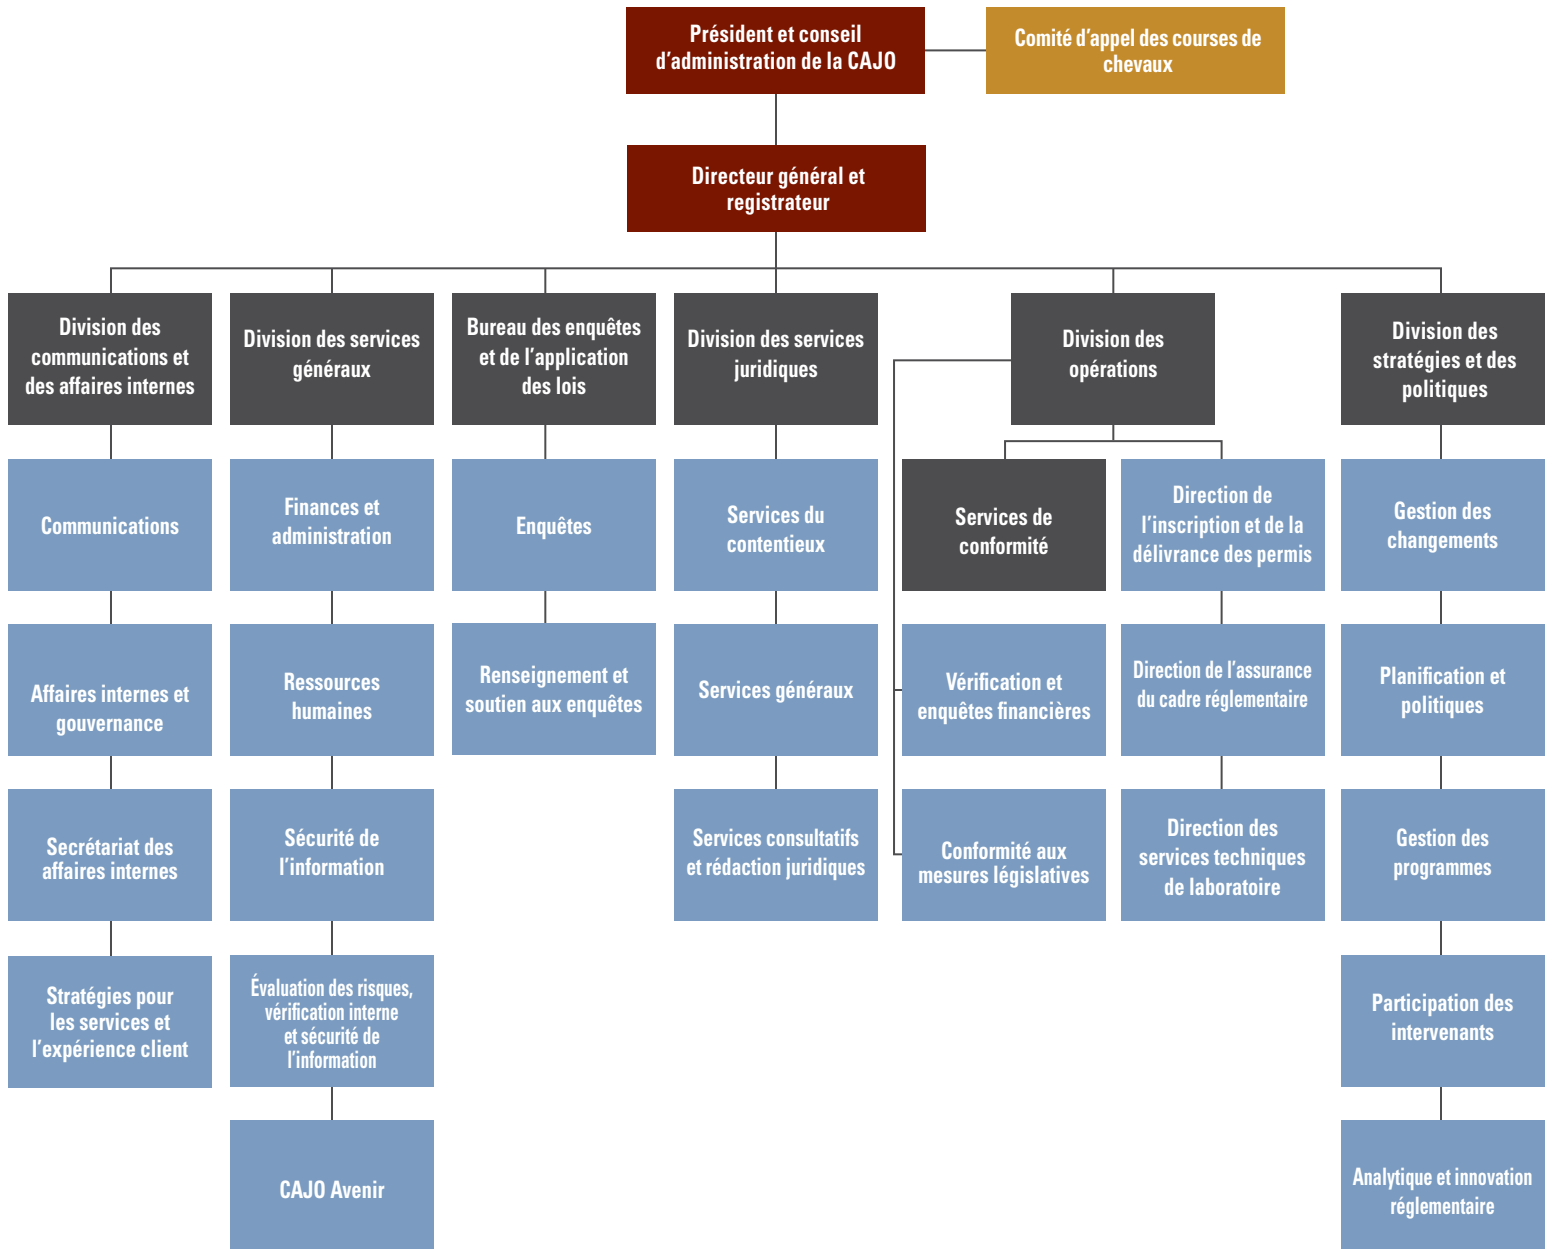 Président et conseil
d'administration de la CAJO
Comité d'appel des courses de
chevaux
Directeur général et
registrateur
Division des
communications et
des affaires internes
Division des services
généraux
Bureau des enquêtes
et de l'application
des lois
Division des services
juridiques
Division des
opérations
Division des
stratégies et des
politiques
Communications
Finances et
administration
Enquêtes
Services du
contentieux
Services de
conformité
Direction de
l'inscription et de la
délivrance des permis
Gestion des
changements
Affaires internes et
gouvernance
Ressources
humaines
Renseignement et
soutien aux enquêtes
Services généraux
Vérification et
enquêtes financières
Direction de l'assurance
du cadre réglementaire
Planification et
politiques
Secrétariat des
affaires internes
Sécurité de
l'information
Services consultatifs
et rédaction juridiques
Conformité aux
mesures législatives
Direction des
services techniques
de laboratoire
Gestion des
programmes
Stratégies pour
les services et
l'expérience client
Évaluation des risques,
vérification interne
et sécurité de
l'information
Participation des
intervenants
CAJO Avenir
Analytique et innovation
réglementaire